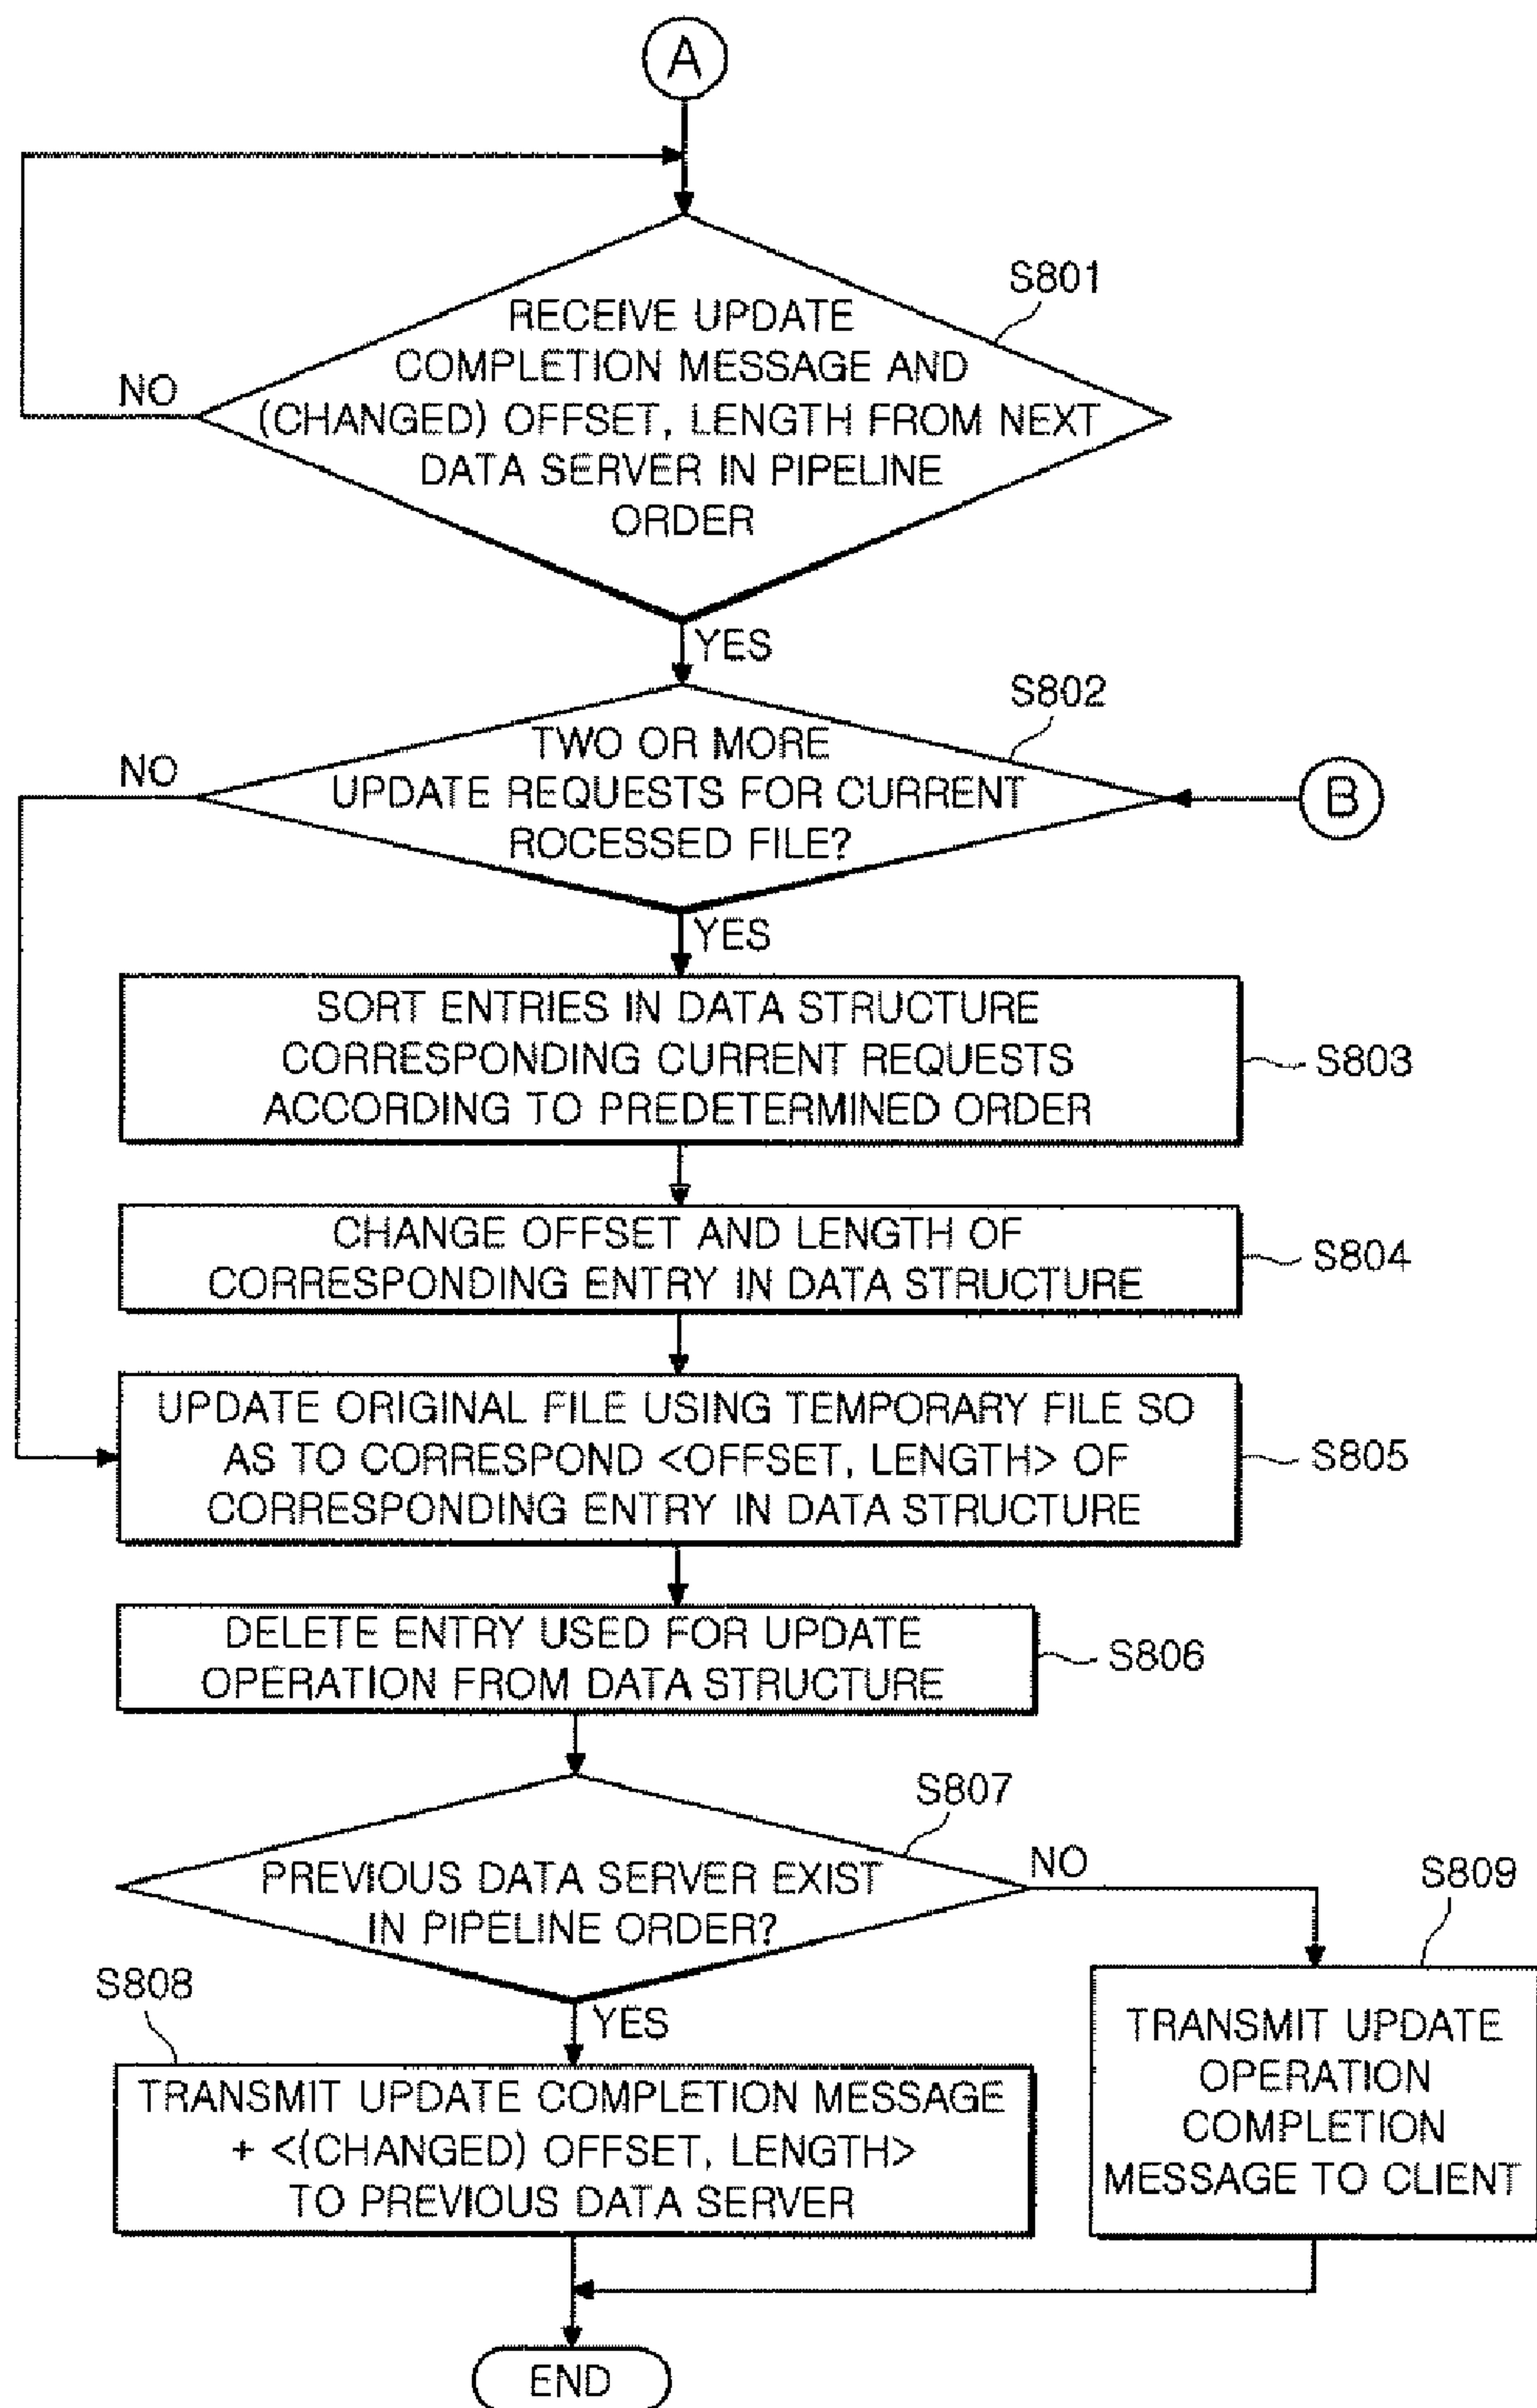 A
S801
RECEIVE UPDATE
COMPLETION MESSAGE AND
(CHANGED) OFFSET, LENGTH FROM NEXT
DATA SERVER IN PIPELINE
ORDER
NO
YES
S802
TWO OR MORE
UPDATE REQUESTS FOR CURRENT
ROCESSED FILE?
NO
B
YES
SORT ENTRIES IN DATA STRUCTURE
CORRESPONDING CURRENT REQUESTS
ACCORDING TO PREDETERMINED ORDER
S803
CHANGE OFFSET AND LENGTH OF
CORRESPONDING ENTRY IN DATA STRUCTURE
S804
UPDATE ORIGINAL FILE USING TEMPORARY FILE SO
AS TO CORRESPOND <OFFSET, LENGTH> OF
CORRESPONDING ENTRY IN DATA STRUCTURE
S805
DELETE ENTRY USED FOR UPDATE
OPERATION FROM DATA STRUCTURE
S806
S807
PREVIOUS DATA SERVER EXIST
IN PIPELINE ORDER?
NO
S809
S808
YES
TRANSMIT UPDATE COMPLETION MESSAGE
+ <(CHANGED) OFFSET, LENGTH>
TO PREVIOUS DATA SERVER
TRANSMIT UPDATE
OPERATION
COMPLETION
MESSAGE TO CLIENT
END